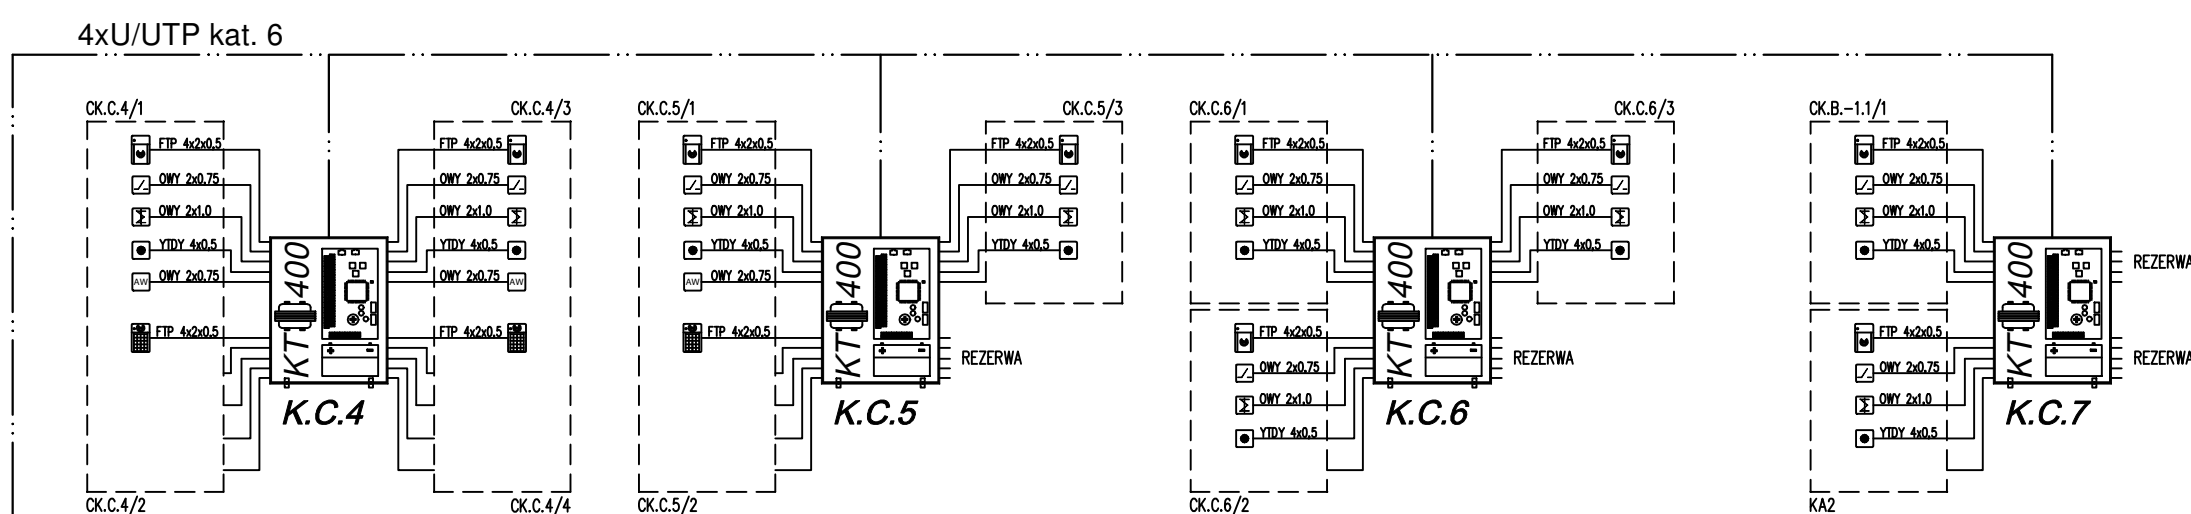 4xU/UTP kat. 6
CK.C.4/1
FTP 4x2x0.5
OWY 2x0.75
OWY 2x1.0
YTDY 4x0.5
AW OWY 2x0.75
FTP 4x2x0.5
CK.C.4/2
KT 400
K.C.4
CK.C.4/3
FTP 4x2x0.5
OWY 2x0.75
OWY 2x1.0
YTDY 4x0.5
OWY 2x0.75 AW
FTP 4x2x0.5
CK.C.4/4
CK.C.5/1
FTP 4x2x0.5
OWY 2x0.75
OWY 2x1.0
YTDY 4x0.5
AW OWY 2x0.75
FTP 4x2x0.5
CK.C.5/2
KT 400
K.C.5
CK.C.5/3
FTP 4x2x0.5
OWY 2x0.75
OWY 2x1.0
YTDY 4x0.5
REZERWA
CK.C.6/1
FTP 4x2x0.5
OWY 2x0.75
OWY 2x1.0
YTDY 4x0.5
FTP 4x2x0.5
OWY 2x0.75
OWY 2x1.0
YTDY 4x0.5
CK.C.6/2
KT 400
K.C.6
CK.C.6/3
FTP 4x2x0.5
OWY 2x0.75
OWY 2x1.0
YTDY 4x0.5
REZERWA
CK.B.-1.1/1
FTP 4x2x0.5
OWY 2x0.75
OWY 2x1.0
YTDY 4x0.5
FTP 4x2x0.5
OWY 2x0.75
OWY 2x1.0
YTDY 4x0.5
KA2
KT 400
K.C.7
REZERWA
REZERWA